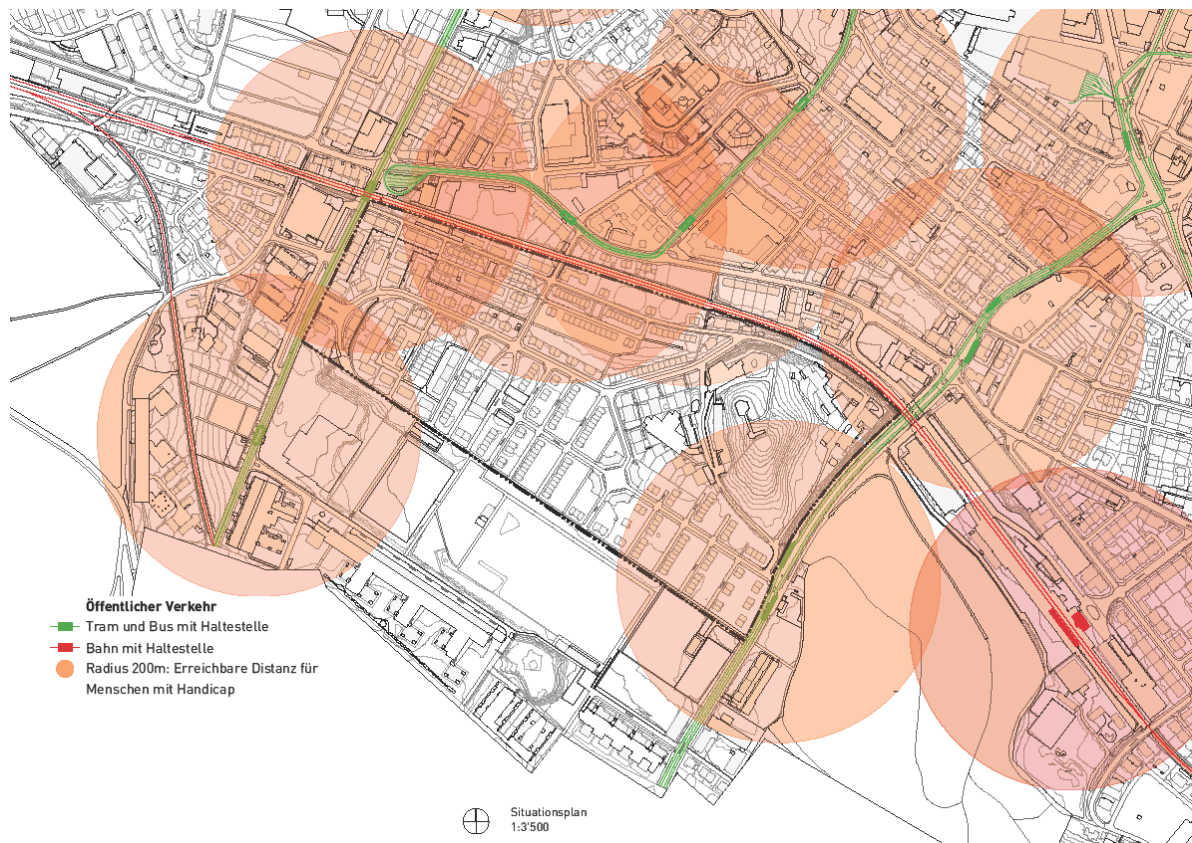 Öffentlicher Verkehr
Tram und Bus mit Haltestelle
Bahn mit Haltestelle
Radius 200m: Erreichbare Distanz für
Menschen mit Handicap
Situationsplan
1:3'500